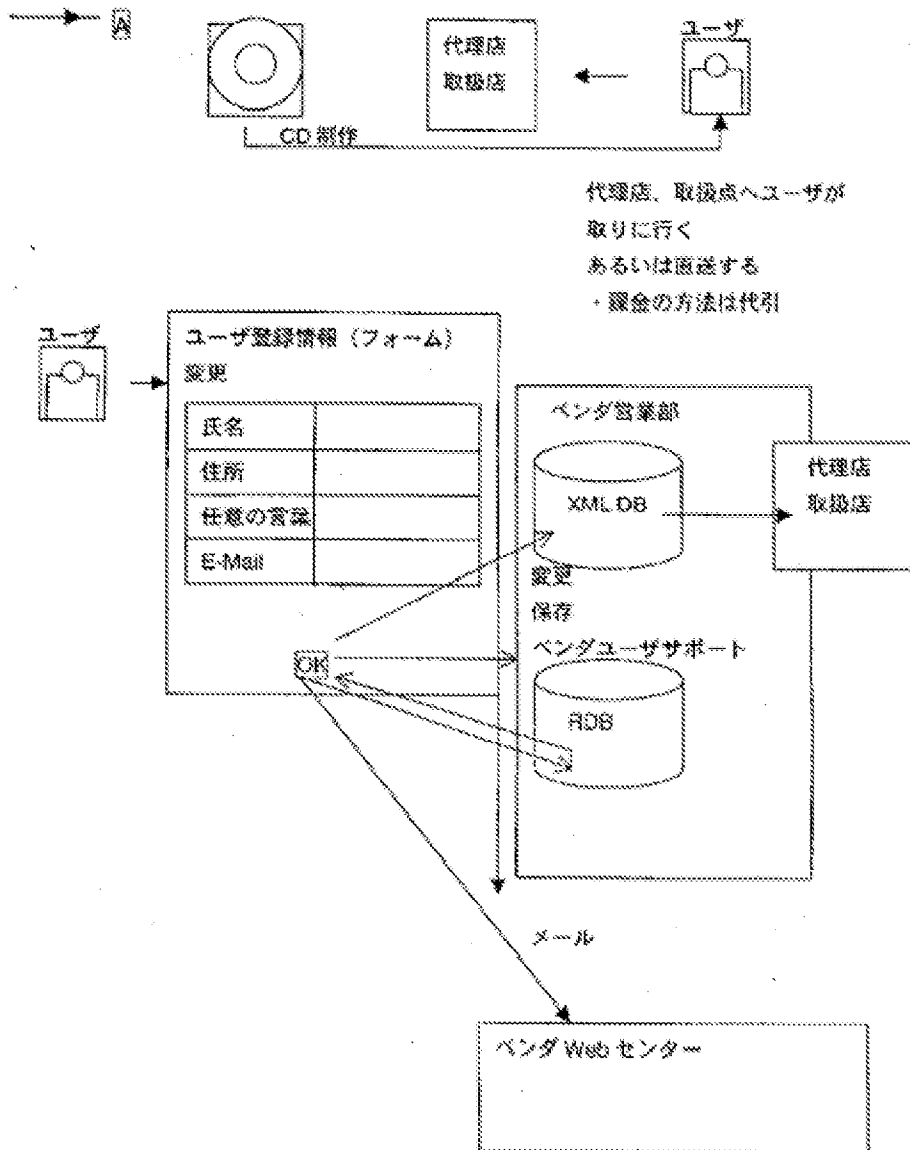 A
代理店
取扱店
ユーザ
CD 制作
代理店、取扱点へユーザが
取りに行く
あるいは直送する
・課金の方法は代引
ユーザ
ユーザ登録情報（フォーム）
変更
氏名
住所
任意の言葉
E-Mail
OK
ベンダ営業部
XML DB
代理店
取扱店
変更
保存
ベンダユーザサポート
RDB
メール
ベンダ Web センター